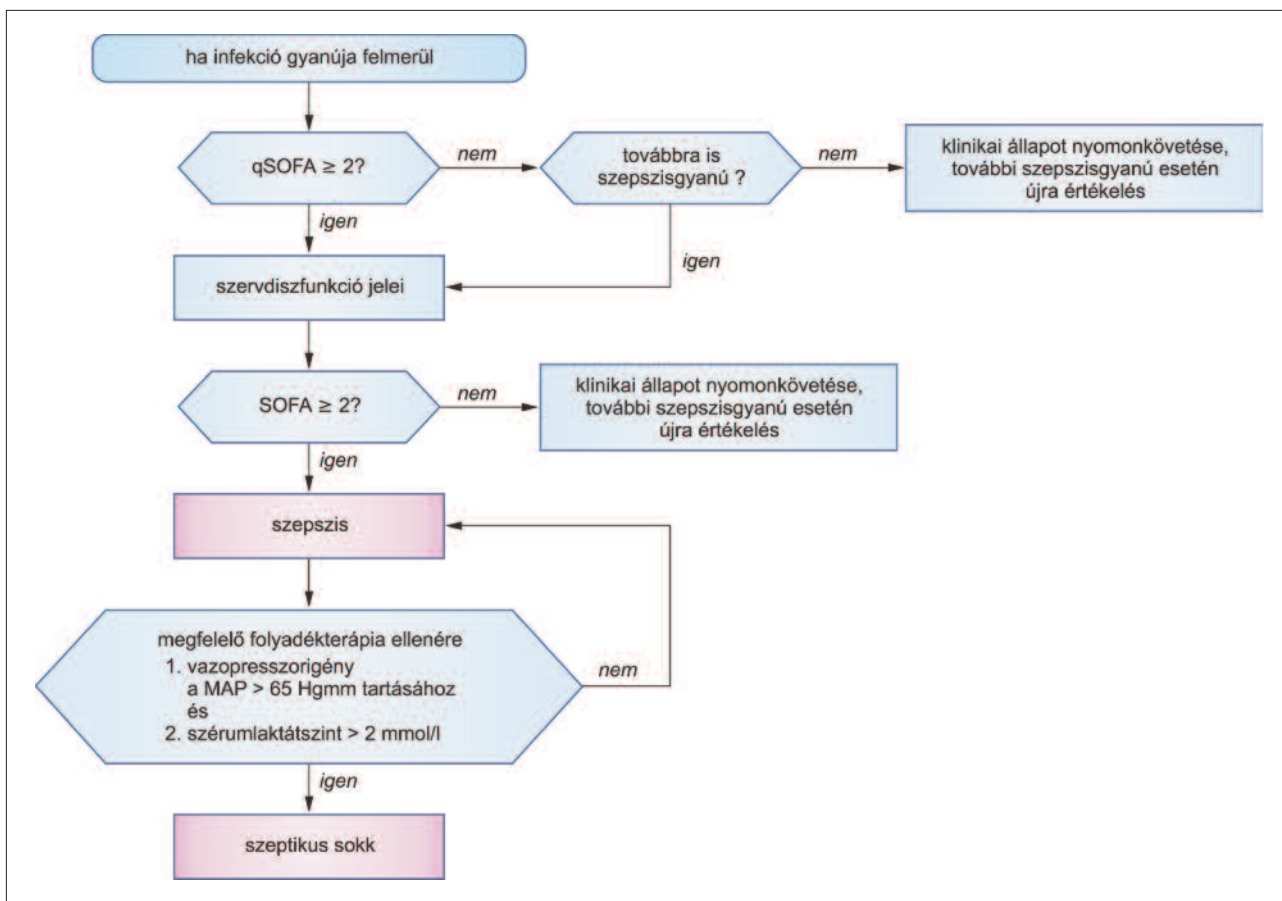 ha infekció gyanúja felmerül
qSOFA ≥ 2?
nem
továbbra is
szepszisgyanú ?
nem
klinikai állapot nyomonkövetése,
további szepszisgyanú esetén
újra értékelés
igen
igen
szervdiszfunkció jelei
SOFA ≥ 2?
nem
klinikai állapot nyomonkövetése,
további szepszisgyanú esetén
újra értékelés
igen
szepszis
megfelelő folyadékterápia ellenére
1. vazopresszorigény
a MAP > 65 Hgmm tartásához
és
2. szérumlaktátszint > 2 mmol/l
nem
igen
szeptikus sokk